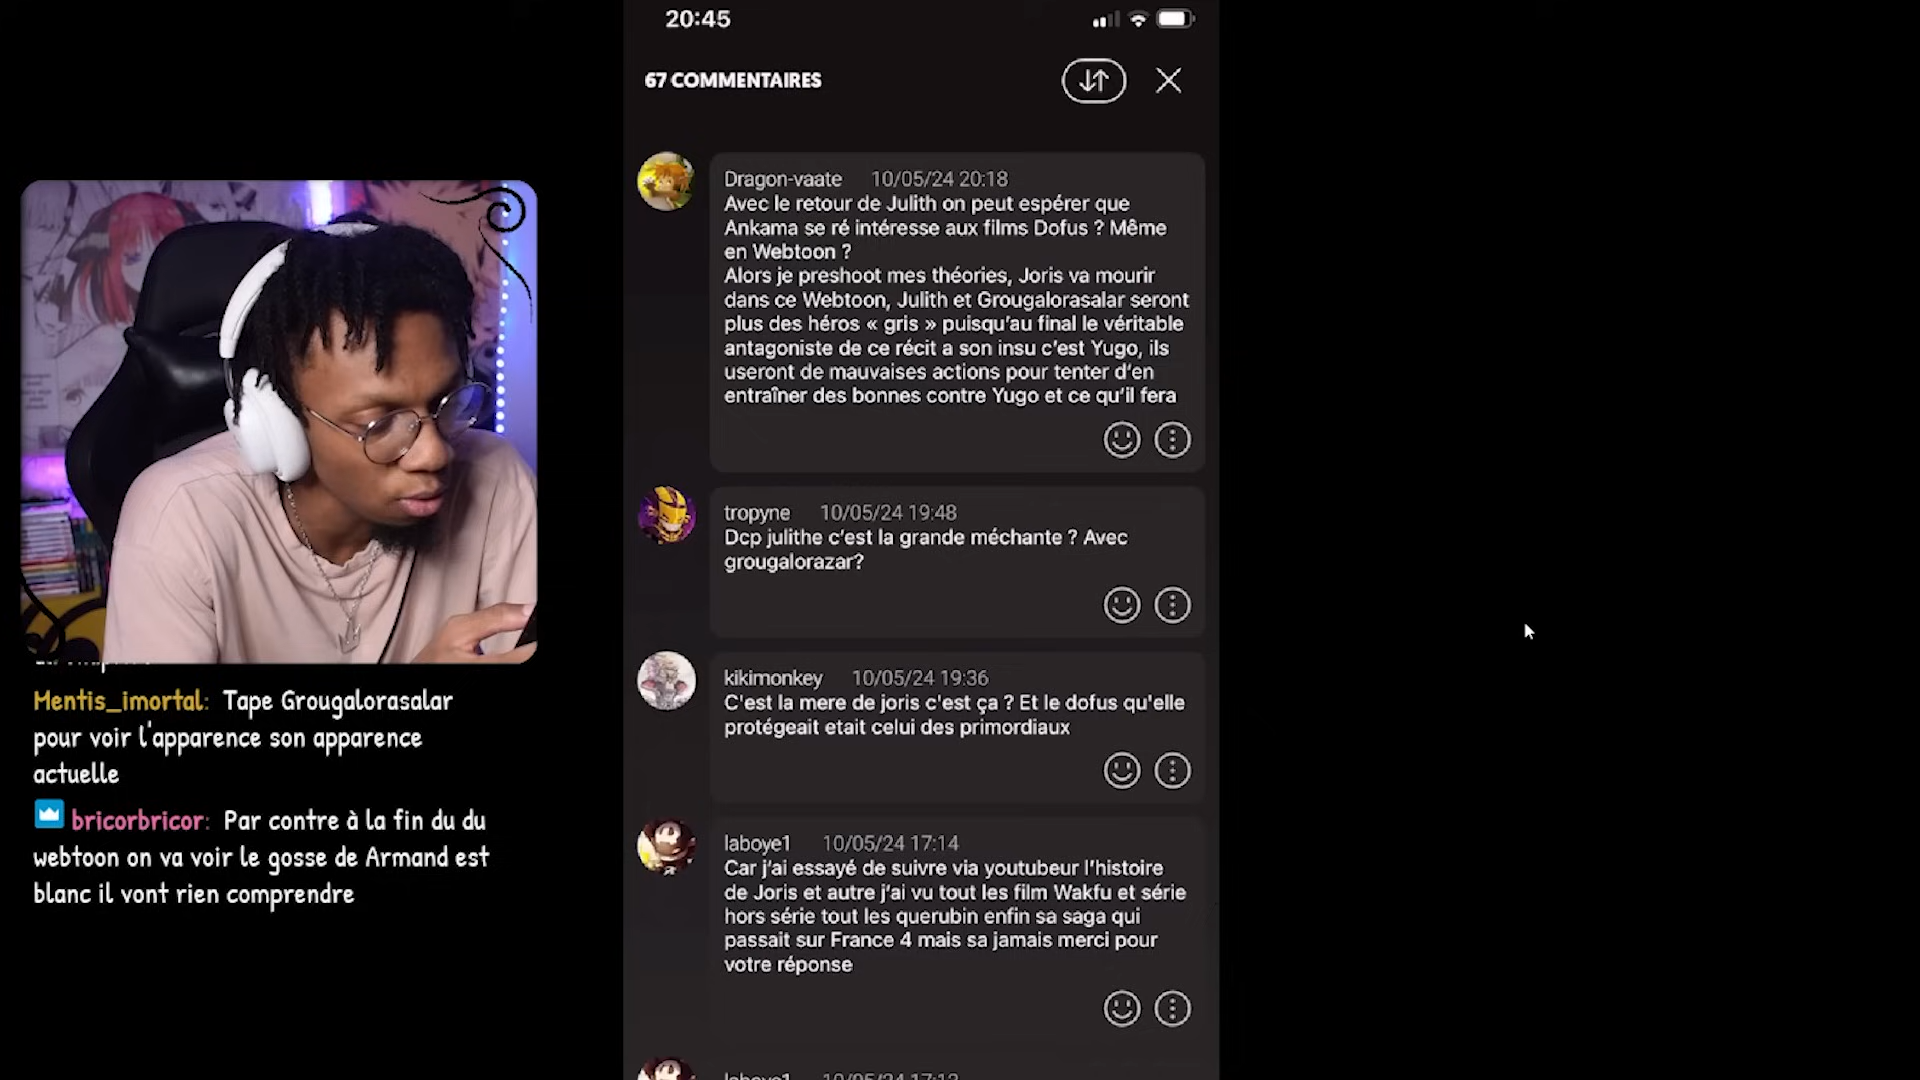 20:45
67 COMMENTAIRES
Dragon-vaate 10/05/24 20:18
Avec le retour de Julith on peut espérer que
Ankama se ré intéresse aux films Dofus ? Même
en Webtoon ?
Alors je preshoot mes théories, Joris va mourir
dans ce Webtoon, Julith et Grougalorasalar seront
plus des héros « gris » puisqu'au final le véritable
antagoniste de ce récit a son insu c'est Yugo, ils
useront de mauvaises actions pour tenter d'en
entraîner des bonnes contre Yugo et ce qu'il fera
tropyne 10/05/24 19:48
Dcp julithe c'est la grande méchante ? Avec
grougalorazar?
kikimonkey 10/05/24 19:36
C'est la mere de joris c'est ça ? Et le dofus qu'elle
protégeait etait celui des primordiaux
laboye1 10/05/24 17:14
Car j'ai essayé de suivre via youtubeur l'histoire
de Joris et autre j'ai vu tout les film Wakfu et série
hors série tout les querubin enfin sa saga qui
passait sur France 4 mais sa jamais merci pour
votre réponse
laboye1 10/05/24 17:13
Mentis_imortal: Tape Grougalorasalar
pour voir l'apparence son apparence
actuelle
bricorbricor: Par contre à la fin du du
webtoon on va voir le gosse de Armand est
blanc il vont rien comprendre